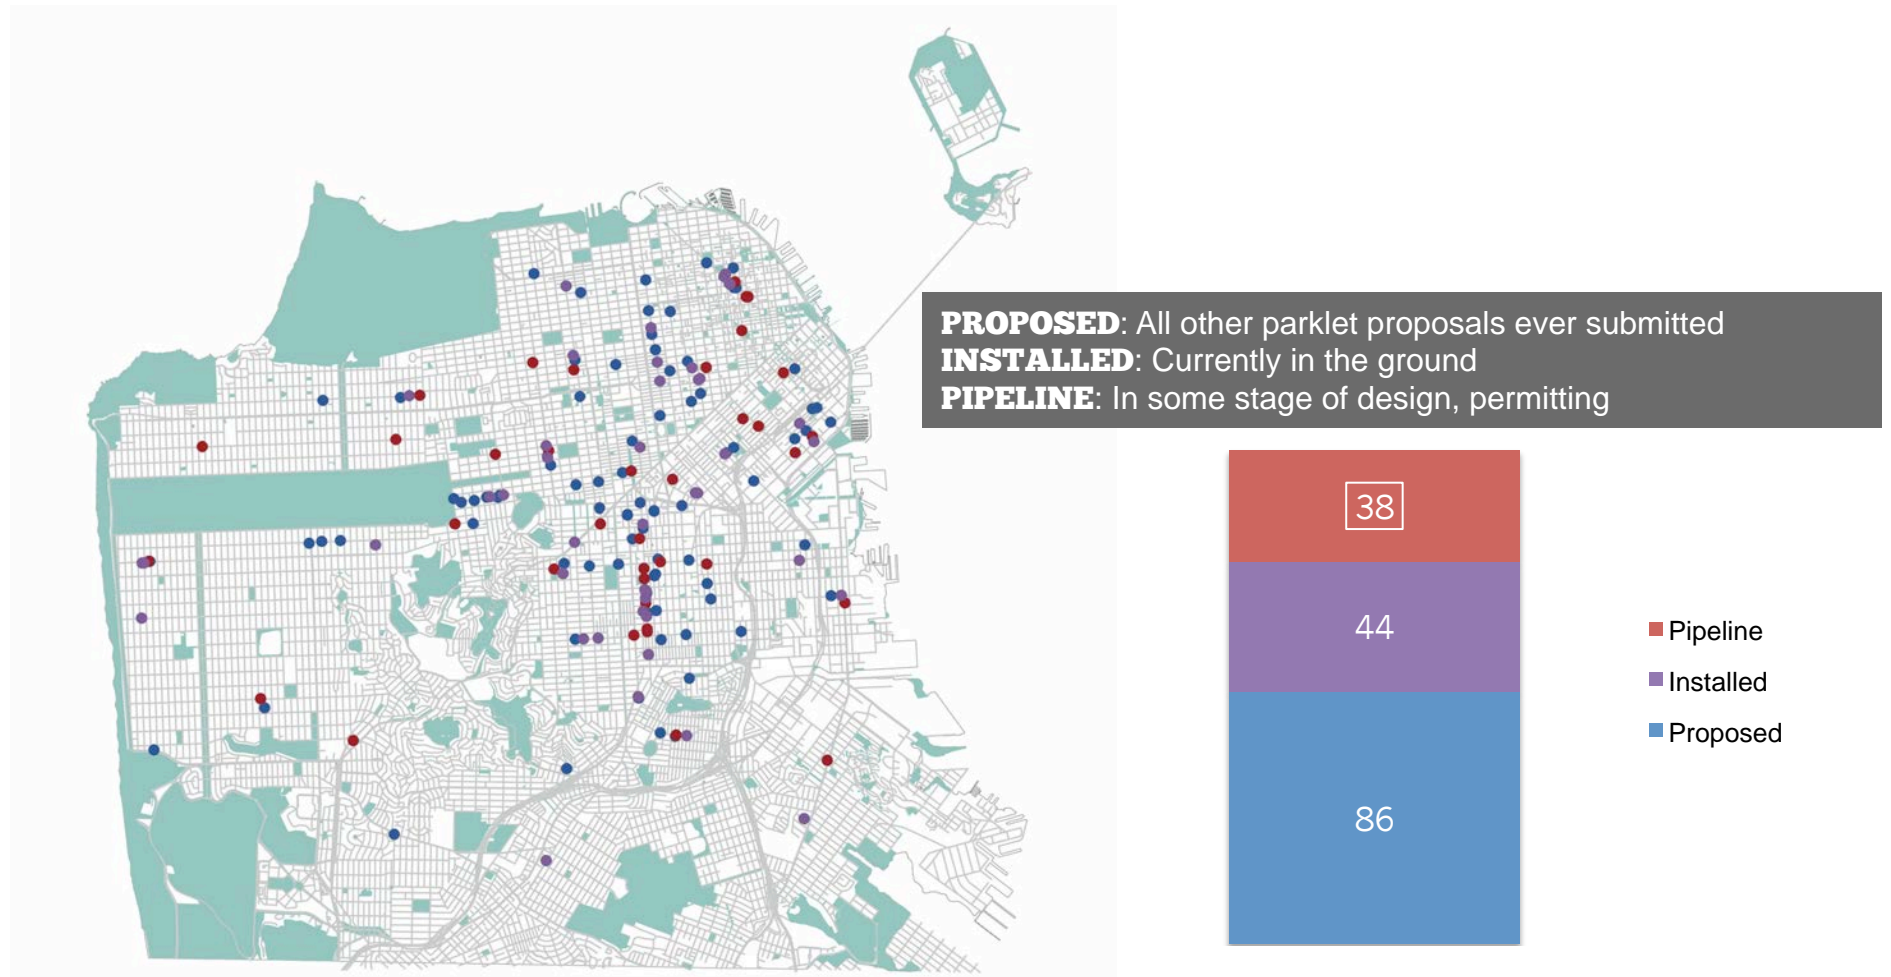 PROPOSED: All other parklet proposals ever submitted
INSTALLED: Currently in the ground
PIPELINE: In some stage of design, permitting
38
44
86
Pipeline
Installed
Proposed